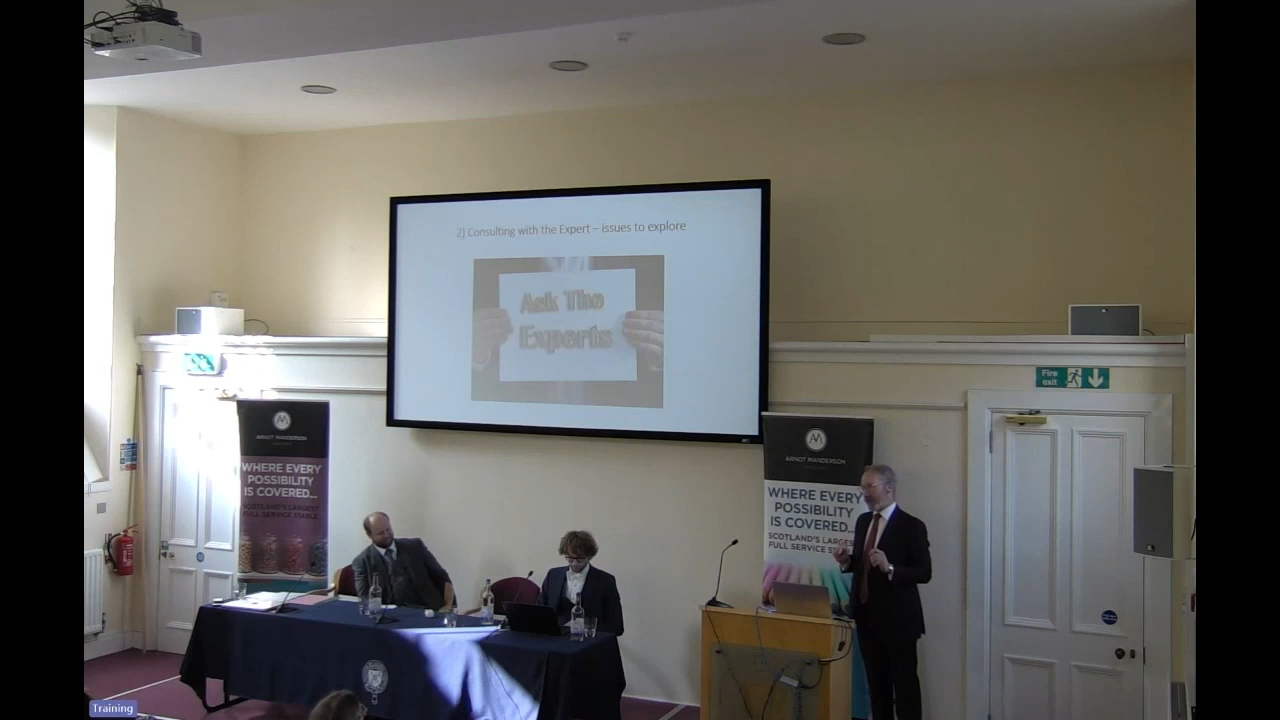 2) Consulting with the Expert – issues to explore
Ask The
Experts
Fire
exit
ARNOT MANDERSON
WHERE EVERY
POSSIBILITY
IS COVERED...
SCOTLAND'S LARGEST
FULL SERVICE STABLE
ARNOT MANDERSON
WHERE EVERY
POSSIBILITY
IS COVERED...
SCOTLAND'S LARGES
FULL SERVICE S
Training